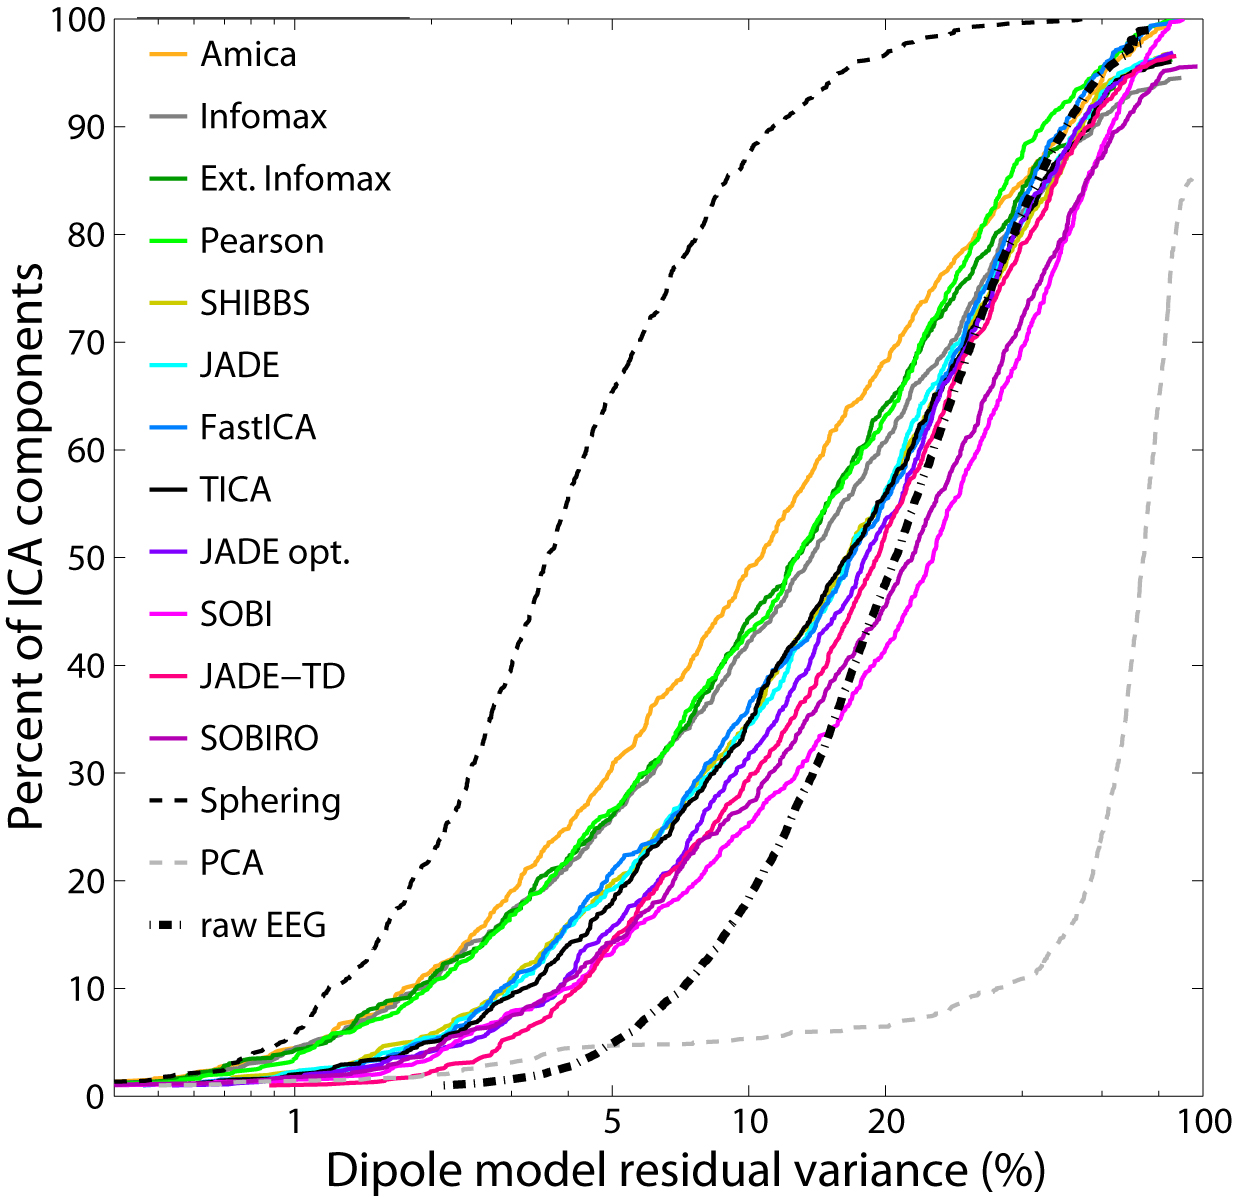 Percent of ICA components
100
90
80
70
60
50
40
30
20
10
0
Amica
Infomax
Ext. Infomax
Pearson
SHIBBS
JADE
FastICA
TICA
JADE opt.
SOBI
JADE–TD
SOBIRO
Sphering
PCA
raw EEG
1 5 10 20 100
Dipole model residual variance (%)